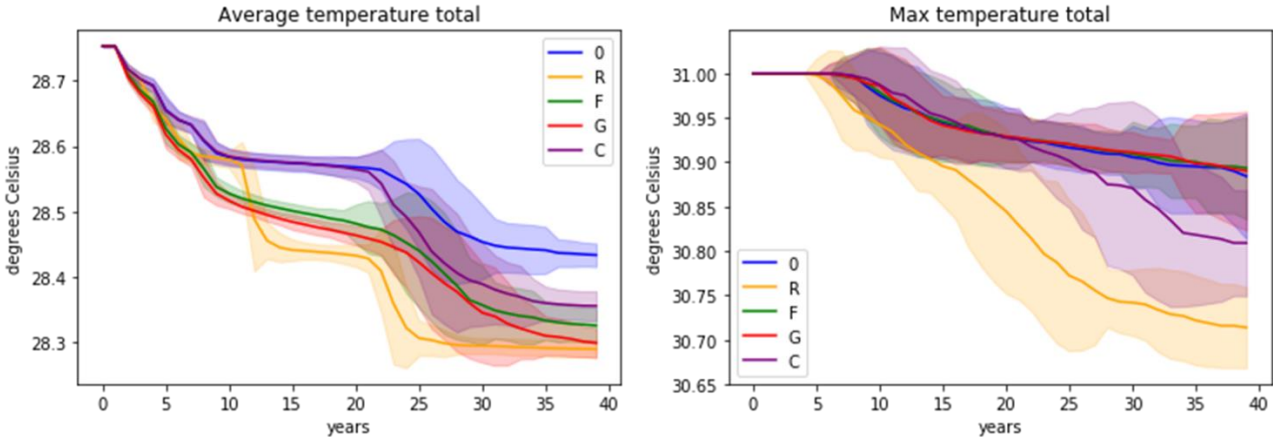 Average temperature total
degrees Celsius
28.7
28.6
28.5
28.4
28.3
0
R
F
G
C
0 5 10 15 20 25 30 35 40
years
Max temperature total
degrees Celsius
31.00
30.95
30.90
30.85
30.80
30.75
30.70
30.65
0
R
F
G
C
0 5 10 15 20 25 30 35 40
years